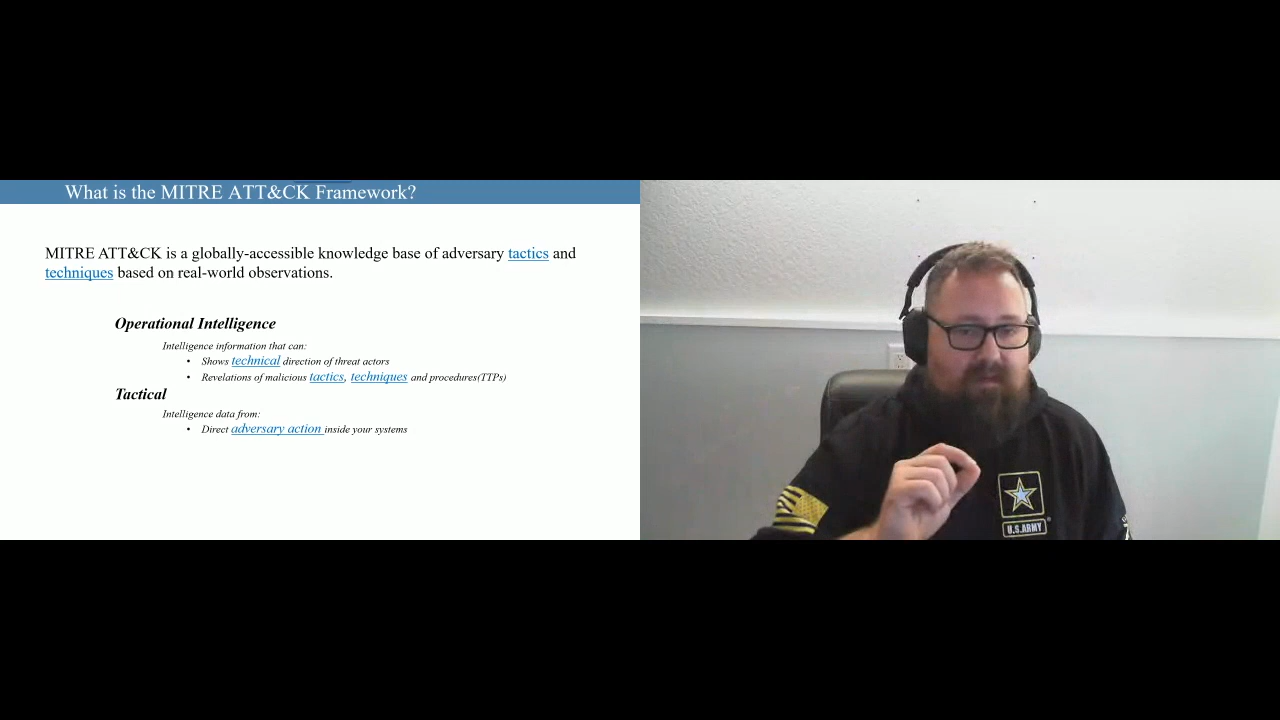 What is the MITRE ATT&CK Framework?
MITRE ATT&CK is a globally-accessible knowledge base of adversary tactics and
techniques based on real-world observations.
Operational Intelligence
Intelligence information that can:
• Shows technical direction of threat actors
• Revelations of malicious tactics, techniques and procedures(TTPs)
Tactical
Intelligence data from:
• Direct adversary action inside your systems
U.S.ARMY